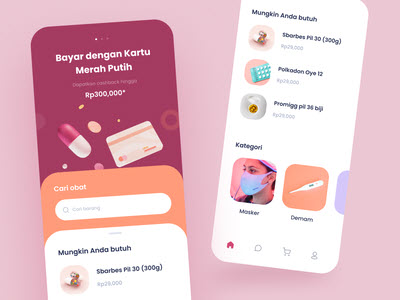 Bayar dengan Kartu
Merah Putih
Dapatkan cashback hingga
Rp300,000*
Cari obat
Cari barang
Mungkin Anda butuh
Sbarbes Pil 30 (300g)
Rp29,000
Mungkin Anda butuh
Sbarbes Pil 30 (300g)
Rp29,000
Polkadon Oye 12
Rp29,000
Promigg pil 36 biji
Rp29,000
Kategori
Masker
Demam